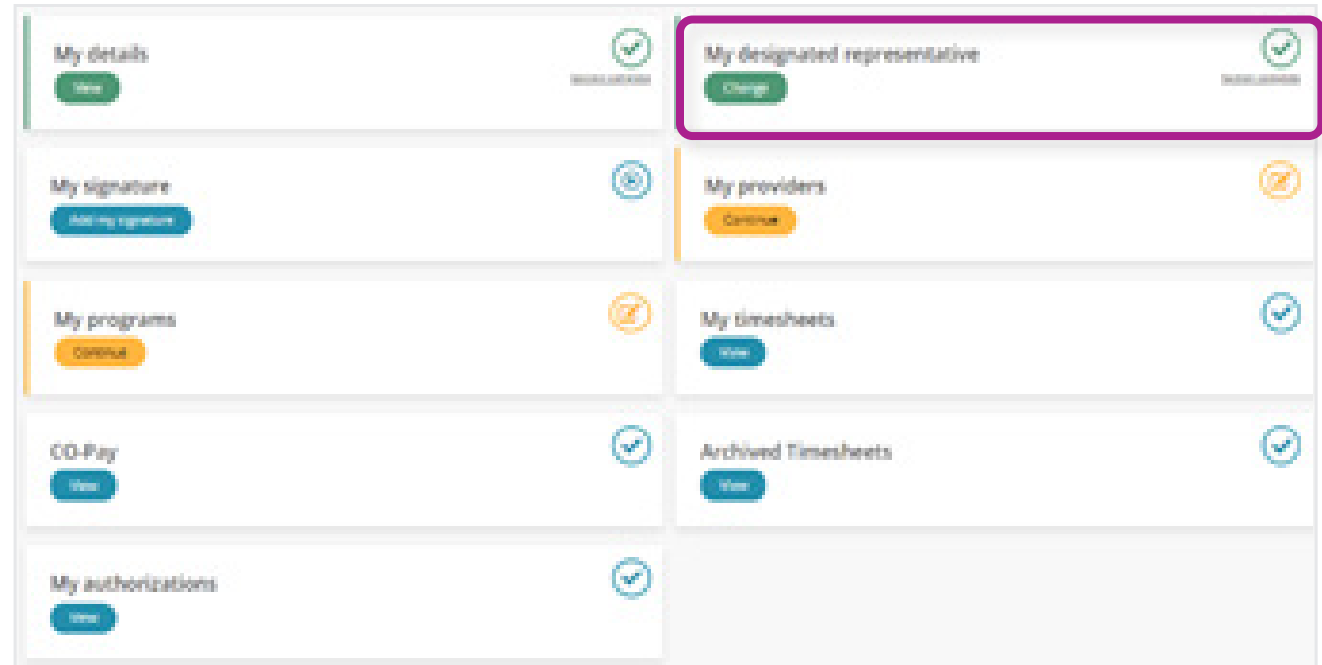 My details
View
My designated representative
Change
My signature
Add my signature
My providers
Continue
My programs
Continue
My timesheets
View
CO-Pay
View
Archived Timesheets
View
My authorizations
View